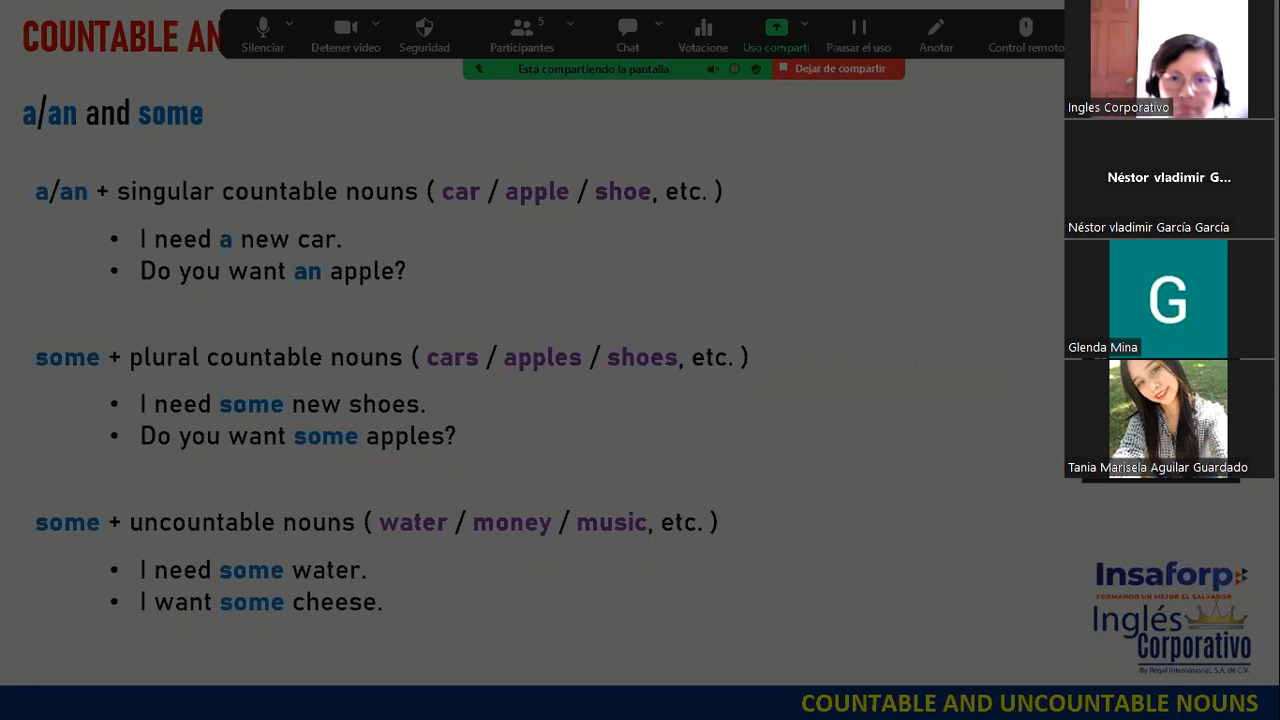 COUNTABLE AN
Silenciar
Detener vídeo
Seguridad
5
Participantes
Chat
Votacione
Uso comparti
Pausar el uso
Anotar
Control remoto
Está compartiendo la pantalla
Dejar de compartir
a/an and some
a/an + singular countable nouns ( car / apple / shoe, etc. )
• I need a new car.
• Do you want an apple?
some + plural countable nouns ( cars / apples / shoes, etc. )
• I need some new shoes.
• Do you want some apples?
some + uncountable nouns ( water / money / music, etc. )
• I need some water.
• I want some cheese.
Ingles Corporativo
Néstor vladimir G...
Néstor vladimir García García
G
Glenda Mina
Tania Marisela Aguilar Guardado
Insaforp
FORMANDO UN MEJOR EL SALVADOR
Inglés
Corporativo
By Regal International, S.A. de C.V.
COUNTABLE AND UNCOUNTABLE NOUNS